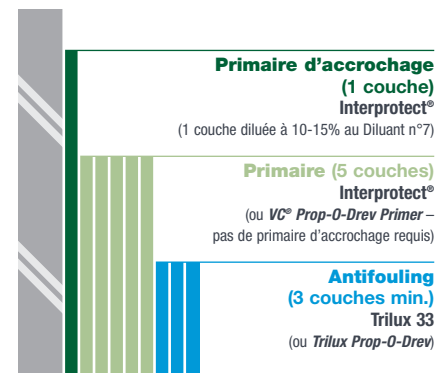 Primaire d'accrochage
(1 couche)
Interprotect®
(1 couche diluée à 10-15% au Diluant n°7)
Primaire (5 couches)
Interprotect®
(ou VC® Prop-O-Drev Primer –
pas de primaire d'accrochage requis)
Antifouling
(3 couches min.)
Trilux 33
(ou Trilux Prop-O-Drev)